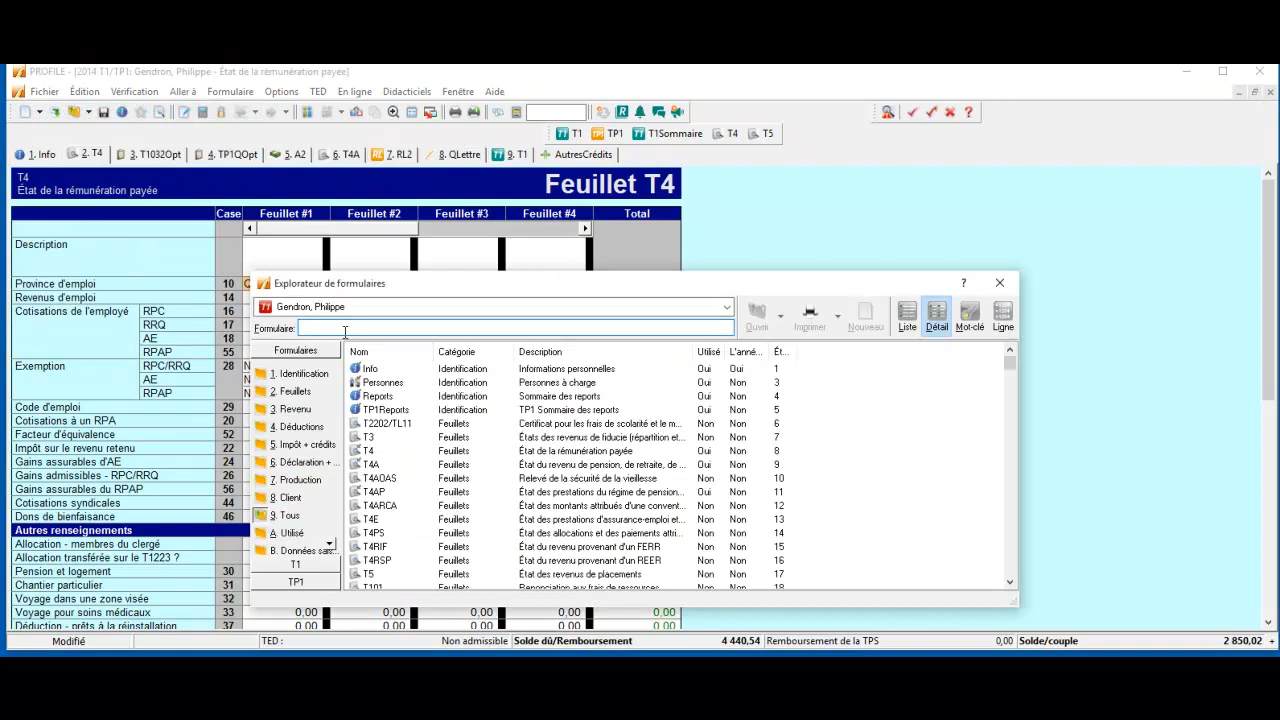 PROFILE - [2014 T1/TP1: Gendron, Philippe - État de la rémunération payée]
Fichier Édition Vérification Aller à Formulaire Options TED En ligne Didacticiels Fenêtre Aide
T1 TP1 T1Sommaire T4 T5
1. Info 2. T4 3. T1032Opt 4. TP1QOpt 5. A2 6. T4A 7. RL2 8. QLettre 9. T1 AutresCrédits
T4
État de la rémunération payée
Feuillet T4
Case Feuillet #1 Feuillet #2 Feuillet #3 Feuillet #4 Total
Description
Province d'emploi 10
Revenus d'emploi 14
Cotisations de l'employé RPC 16
RRQ 17
AE 18
RPAP 55
Exemption RPC/RRQ 28
AE
RPAP
Code d'emploi 29
Cotisations à un RPA 20
Facteur d'équivalence 52
Impôt sur le revenu retenu 22
Gains assurables d'AE 24
Gains admissibles - RPC/RRQ 26
Gains assurables du RPAP 56
Cotisations syndicales 44
Dons de bienfaisance 46
Autres renseignements
Allocation - membres du clergé
Allocation transférée sur le T1223 ?
Pension et logement 30
Chantier particulier 31
Voyage dans une zone visée 32
Voyage pour soins médicaux 33 0,00 0,00 0,00 0,00 0,00
Déduction - prêts à la réinstallation 37 0,00 0,00 0,00 0,00 0,00
Explorateur de formulaires
Gendron, Philippe
Formulaire:
Ouvrir Imprimer Nouveau Liste Détail Mot-clé Ligne
Formulaires
1. Identification
2. Feuillets
3. Revenu
4. Déductions
5. Impôt + crédits
6. Déclaration + ...
7. Production
8. Client
9. Tous
A. Utilisé
B. Données sais...
T1
TP1
Nom Catégorie Description Utilisé L'anné... Ét...
Info Identification Informations personnelles Oui Oui 1
Personnes Identification Personnes à charge Oui Non 3
Reports Identification Sommaire des reports Oui Non 4
TP1Reports Identification TP1 Sommaire des reports Oui Non 5
T2202/TL11 Feuillets Certificat pour les frais de scolarité et le m... Non Non 6
T3 Feuillets États des revenus de fiducie (répartition et... Non Non 7
T4 Feuillets État de la rémunération payée Oui Non 8
T4A Feuillets État du revenu de pension, de retraite, de ... Oui Non 9
T4AOAS Feuillets Relevé de la sécurité de la vieillesse Non Non 10
T4AP Feuillets État des prestations du régime de pension... Oui Non 11
T4ARCA Feuillets État des montants attribués d'une convent... Non Non 12
T4E Feuillets État des prestations d'assurance-emploi et... Non Non 13
T4PS Feuillets État des allocations et des paiements attri... Non Non 14
T4RIF Feuillets État du revenu provenant d'un FERR Non Non 15
T4RSP Feuillets État du revenu provenant d'un REER Non Non 16
T5 Feuillets État des revenus de placements Non Non 17
T101 Feuillets Renonciation aux frais de ressources Non Non 18
Modifié TED : Non admissible Solde dû/Remboursement 4 440,54 Remboursement de la TPS 0,00 Solde/couple 2 850,02 +